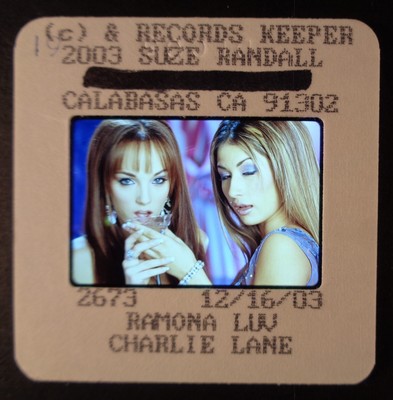 (c) & RECORDS KEEPER
2003 SUZE RANDALL
CALABASAS CA 91302
2673 12/16/03
RAMONA LUV
CHARLIE LANE